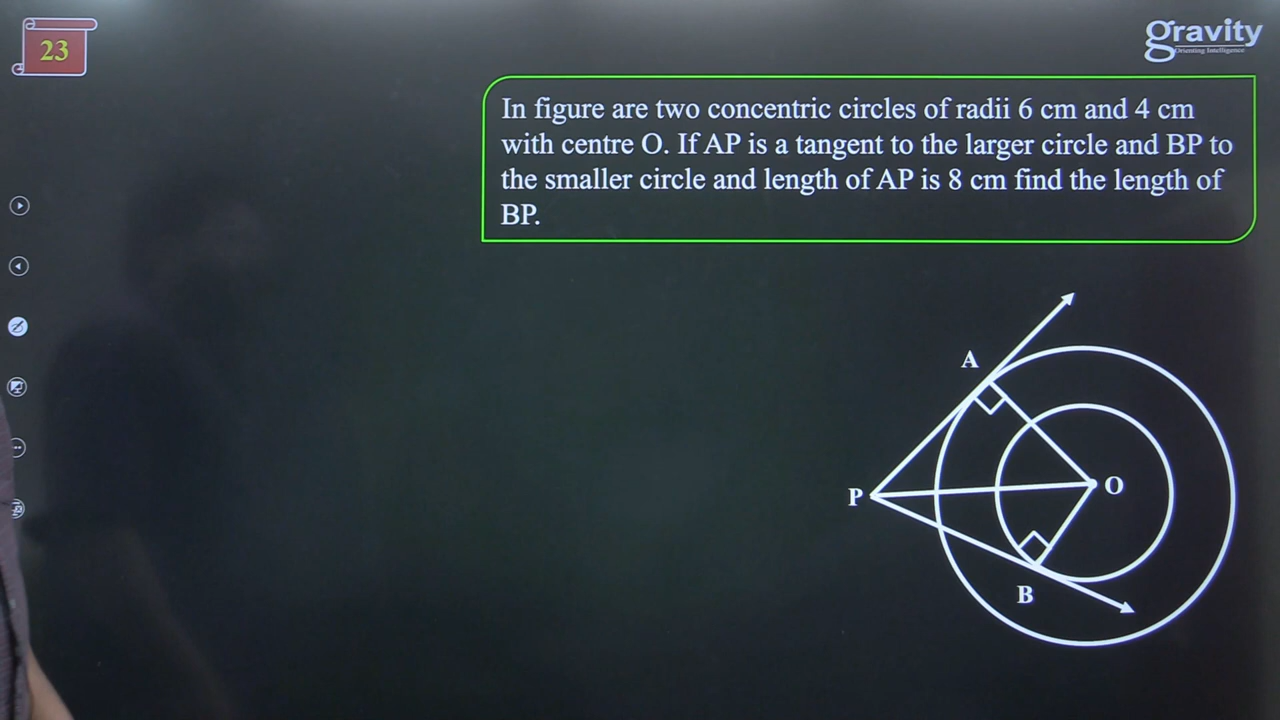 23
gravity
Orienting Intelligence
In figure are two concentric circles of radii 6 cm and 4 cm
with centre O. If AP is a tangent to the larger circle and BP to
the smaller circle and length of AP is 8 cm find the length of
BP.
A
P
O
B